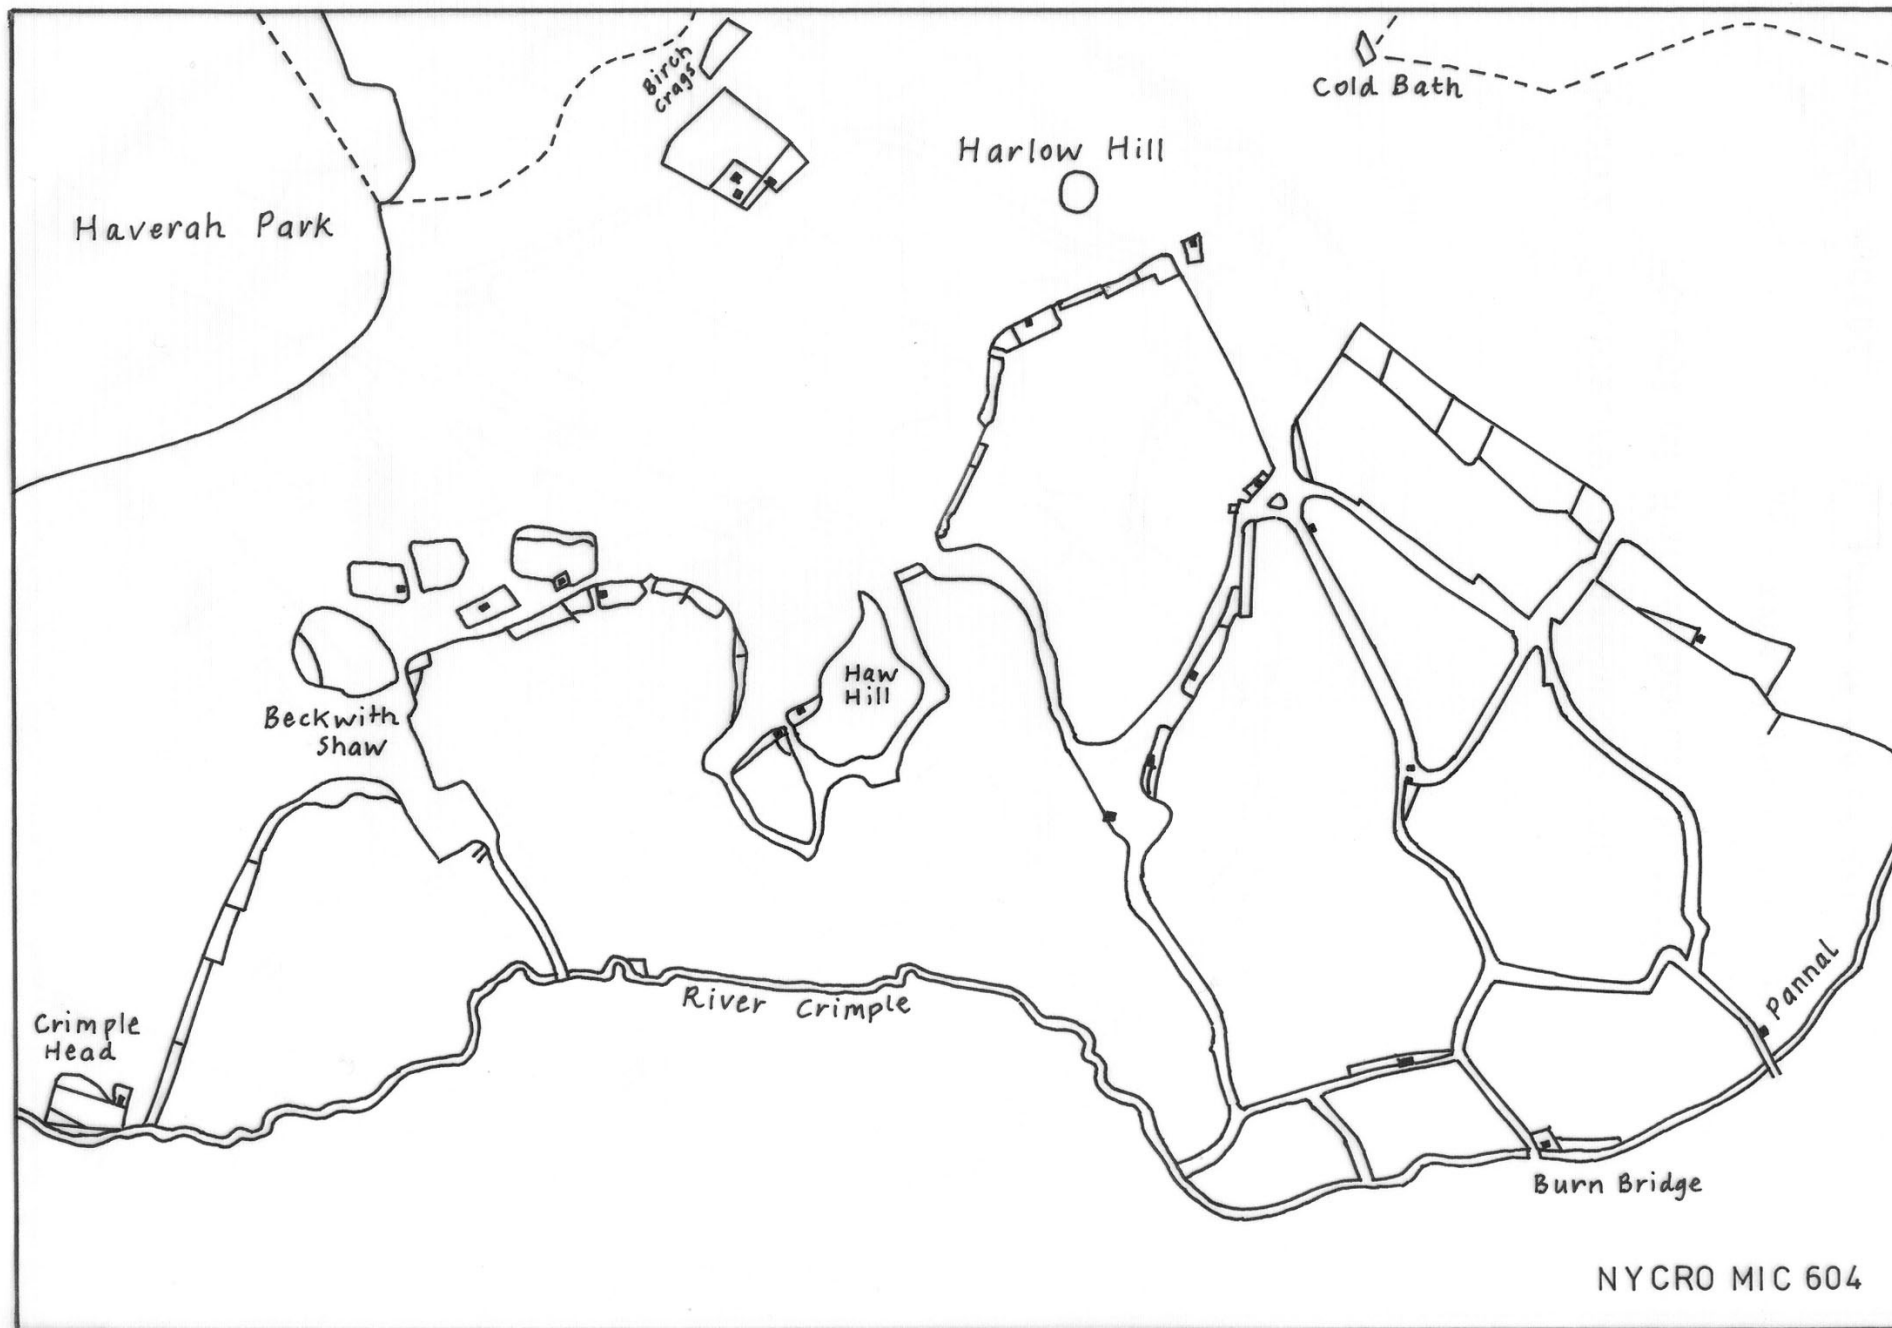 Birch
Crags
Cold Bath
Harlow Hill
Haverah Park
Haw
Hill
Beckwith
Shaw
Pannal
River Crimple
Crimple
Head
Burn Bridge
NYCRO MIC 604